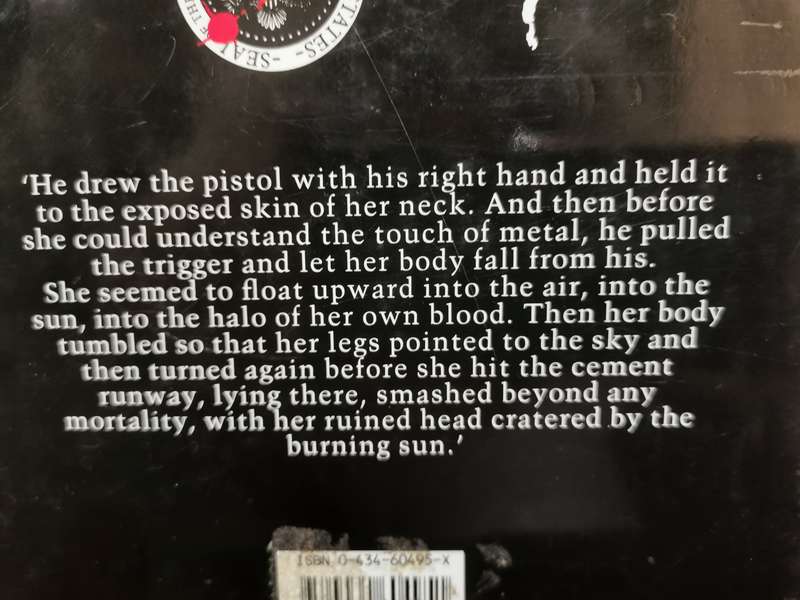 TATES - SEAL
F THE
'He drew the pistol with his right hand and held it
to the exposed skin of her neck. And then before
she could understand the touch of metal, he pulled
the trigger and let her body fall from his.
She seemed to float upward into the air, into the
sun, into the halo of her own blood. Then her body
tumbled so that her legs pointed to the sky and
then turned again before she hit the cement
runway, lying there, smashed beyond any
mortality, with her ruined head cratered by the
burning sun.'
ISBN 0-434-60495-X